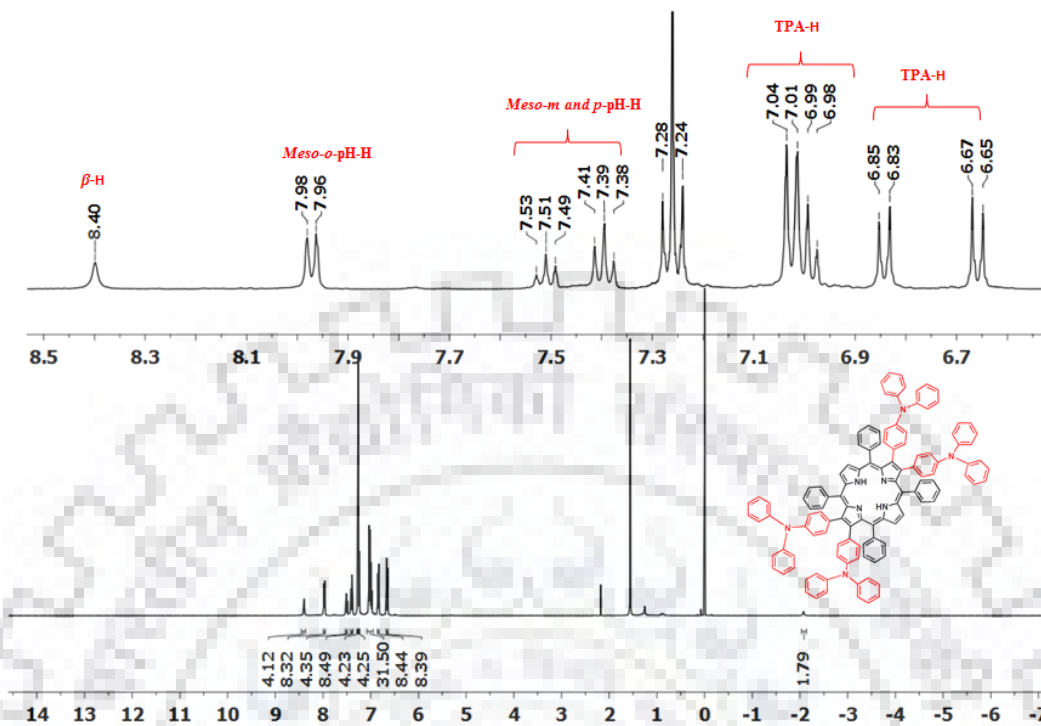 TPA-H
TPA-H
Meso-m and p-pH-H
Meso-o-pH-H
β-H
8.40
7.98
7.96
7.53
7.51
7.49
7.41
7.39
7.38
7.28
7.24
7.04
7.01
6.99
6.98
6.85
6.83
6.67
6.65
8.5 8.3 8.1 7.9 7.7 7.5 7.3 7.1 6.9 6.7
N
N
NH
N
N
HN
N
N
4.12
8.32
4.35
8.49
4.23
4.25
31.50
8.44
8.39
1.79
14 13 12 11 10 9 8 7 6 5 4 3 2 1 0 -1 -2 -3 -4 -5 -6 -7